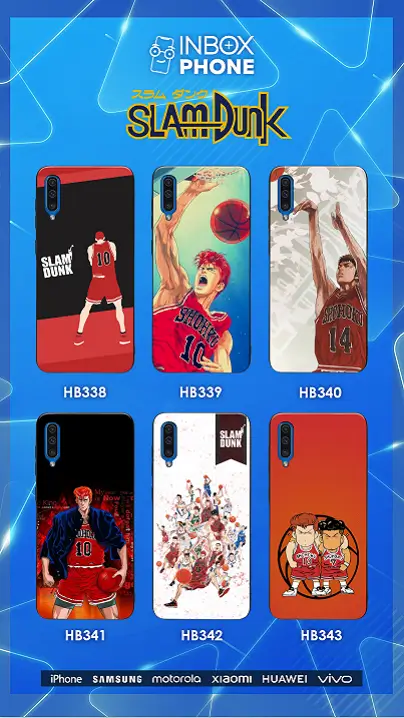 INBOX
PHONE
スラム ダンク
SLAM DUNK
SLAM
DUNK
10
SHOHOKU
10
SHOHOKU
14
HB338
HB339
HB340
10
SLAM
DUNK
HB341
HB342
HB343
iPhone SAMSUNG motorola xiaomi HUAWEI vivo